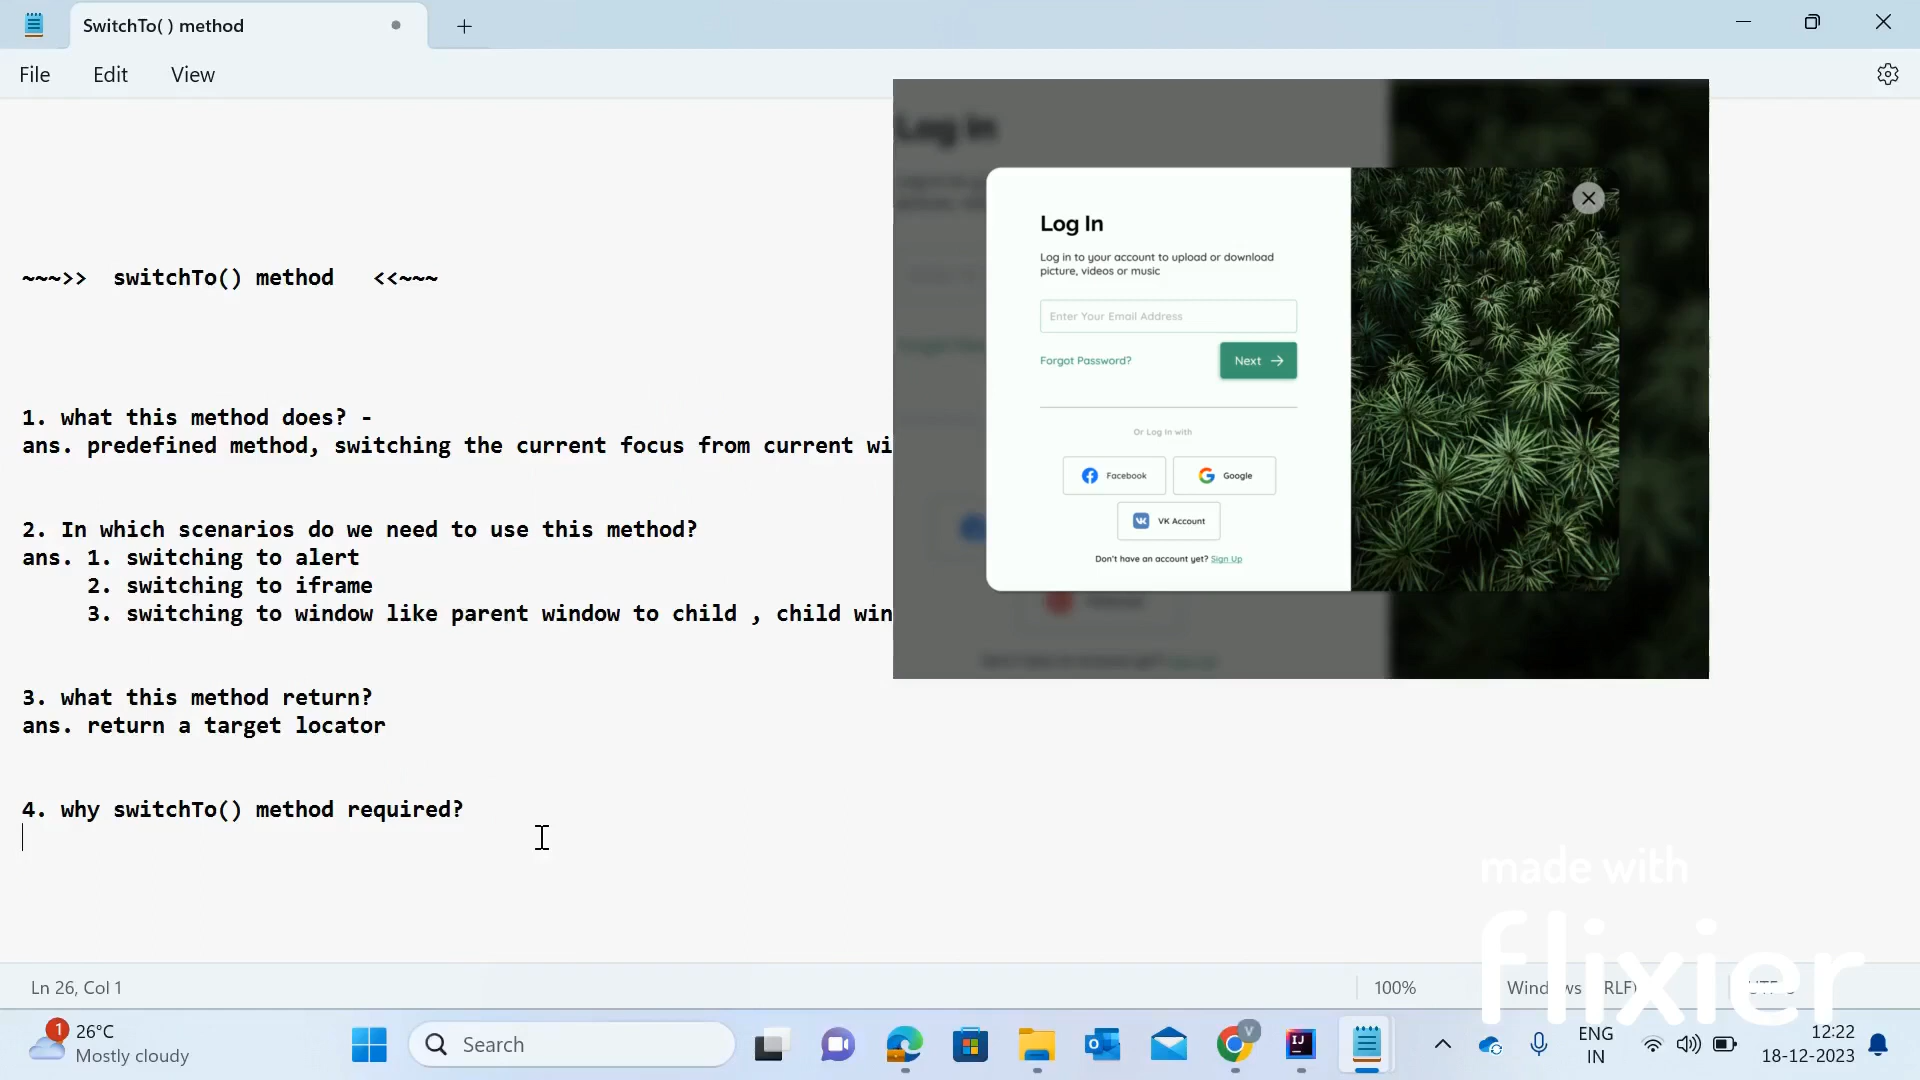 SwitchTo( ) method
File
Edit
View
~~~>>  switchTo() method   <<~~~
1. what this method does? -
ans. predefined method, switching the current focus from current wi
2. In which scenarios do we need to use this method?
ans. 1. switching to alert
2. switching to iframe
3. switching to window like parent window to child , child win
3. what this method return?
ans. return a target locator
4. why switchTo() method required?
Log in
Log In
Log in to your account to upload or download
picture, videos or music
Enter Your Email Address
Forgot Password?
Next
Or Log In with
Facebook
Google
VK Account
Don't have an account yet? Sign Up
made with
flixier
Ln 26, Col 1
100%
1
26°C
Mostly cloudy
Search
V
IJ
ENG
IN
12:22
18-12-2023